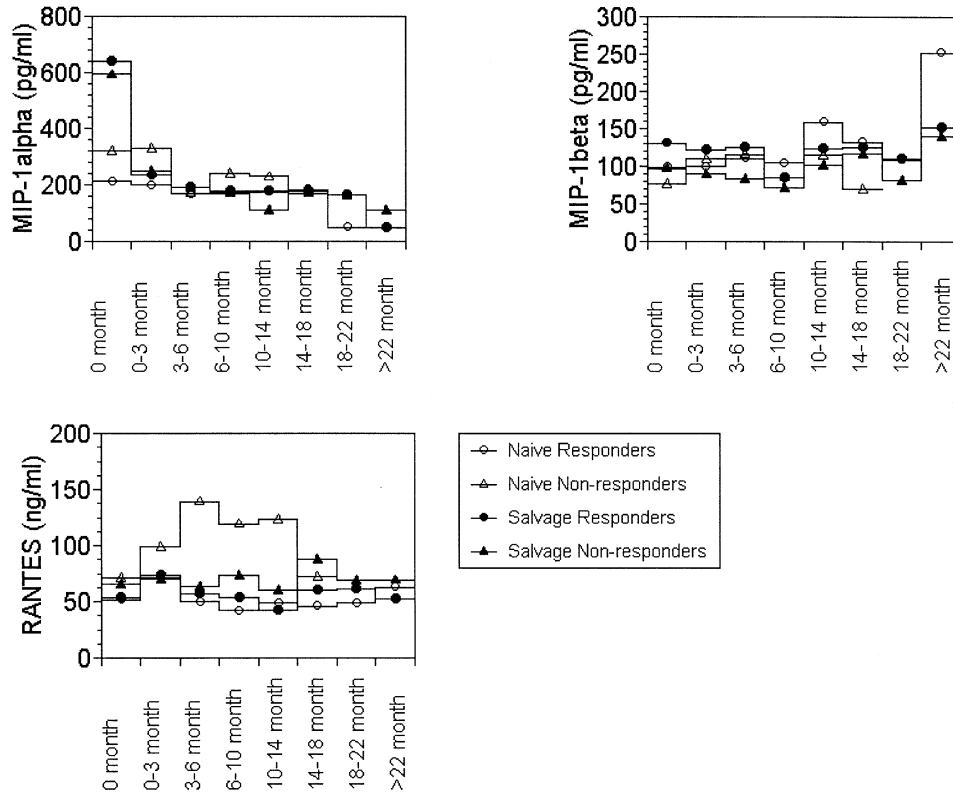 MIP-1alpha (pg/ml)
800
600
400
200
0
0 month
0-3 month
3-6 month
6-10 month
10-14 month
14-18 month
18-22 month
>22 month
MIP-1beta (pg/ml)
300
250
200
150
100
50
0
0 month
0-3 month
3-6 month
6-10 month
10-14 month
14-18 month
18-22 month
>22 month
RANTES (ng/ml)
200
150
100
50
0
0 month
0-3 month
3-6 month
6-10 month
10-14 month
14-18 month
18-22 month
>22 month
Naive Responders
Naive Non-responders
Salvage Responders
Salvage Non-responders